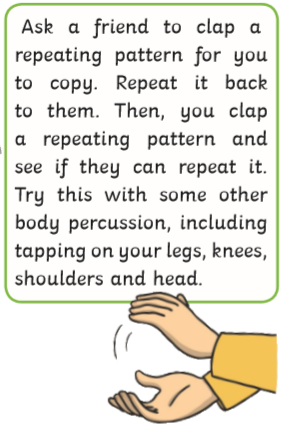 Ask a friend to clap a
repeating pattern for you
to copy. Repeat it back
to them. Then, you clap
a repeating pattern and
see if they can repeat it.
Try this with some other
body percussion, including
tapping on your legs, knees,
shoulders and head.